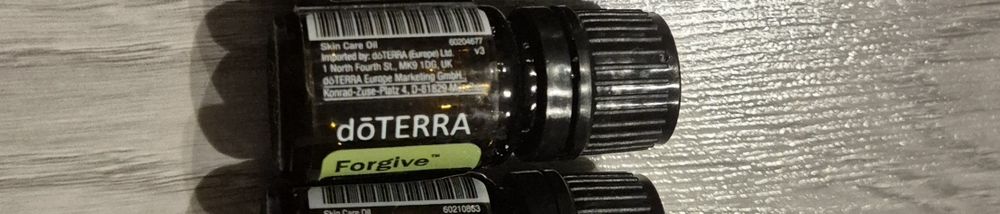 Skin Care Oil 60204677
Imported by: dōTERRA (Europe) Ltd. v3
1 North Fourth St., MK9 1DG, UK
dōTERRA Europe Marketing GmbH
Konrad-Zuse-Platz 4, D-81829
dōTERRA
Forgive™
Skin Care Oil 60210853